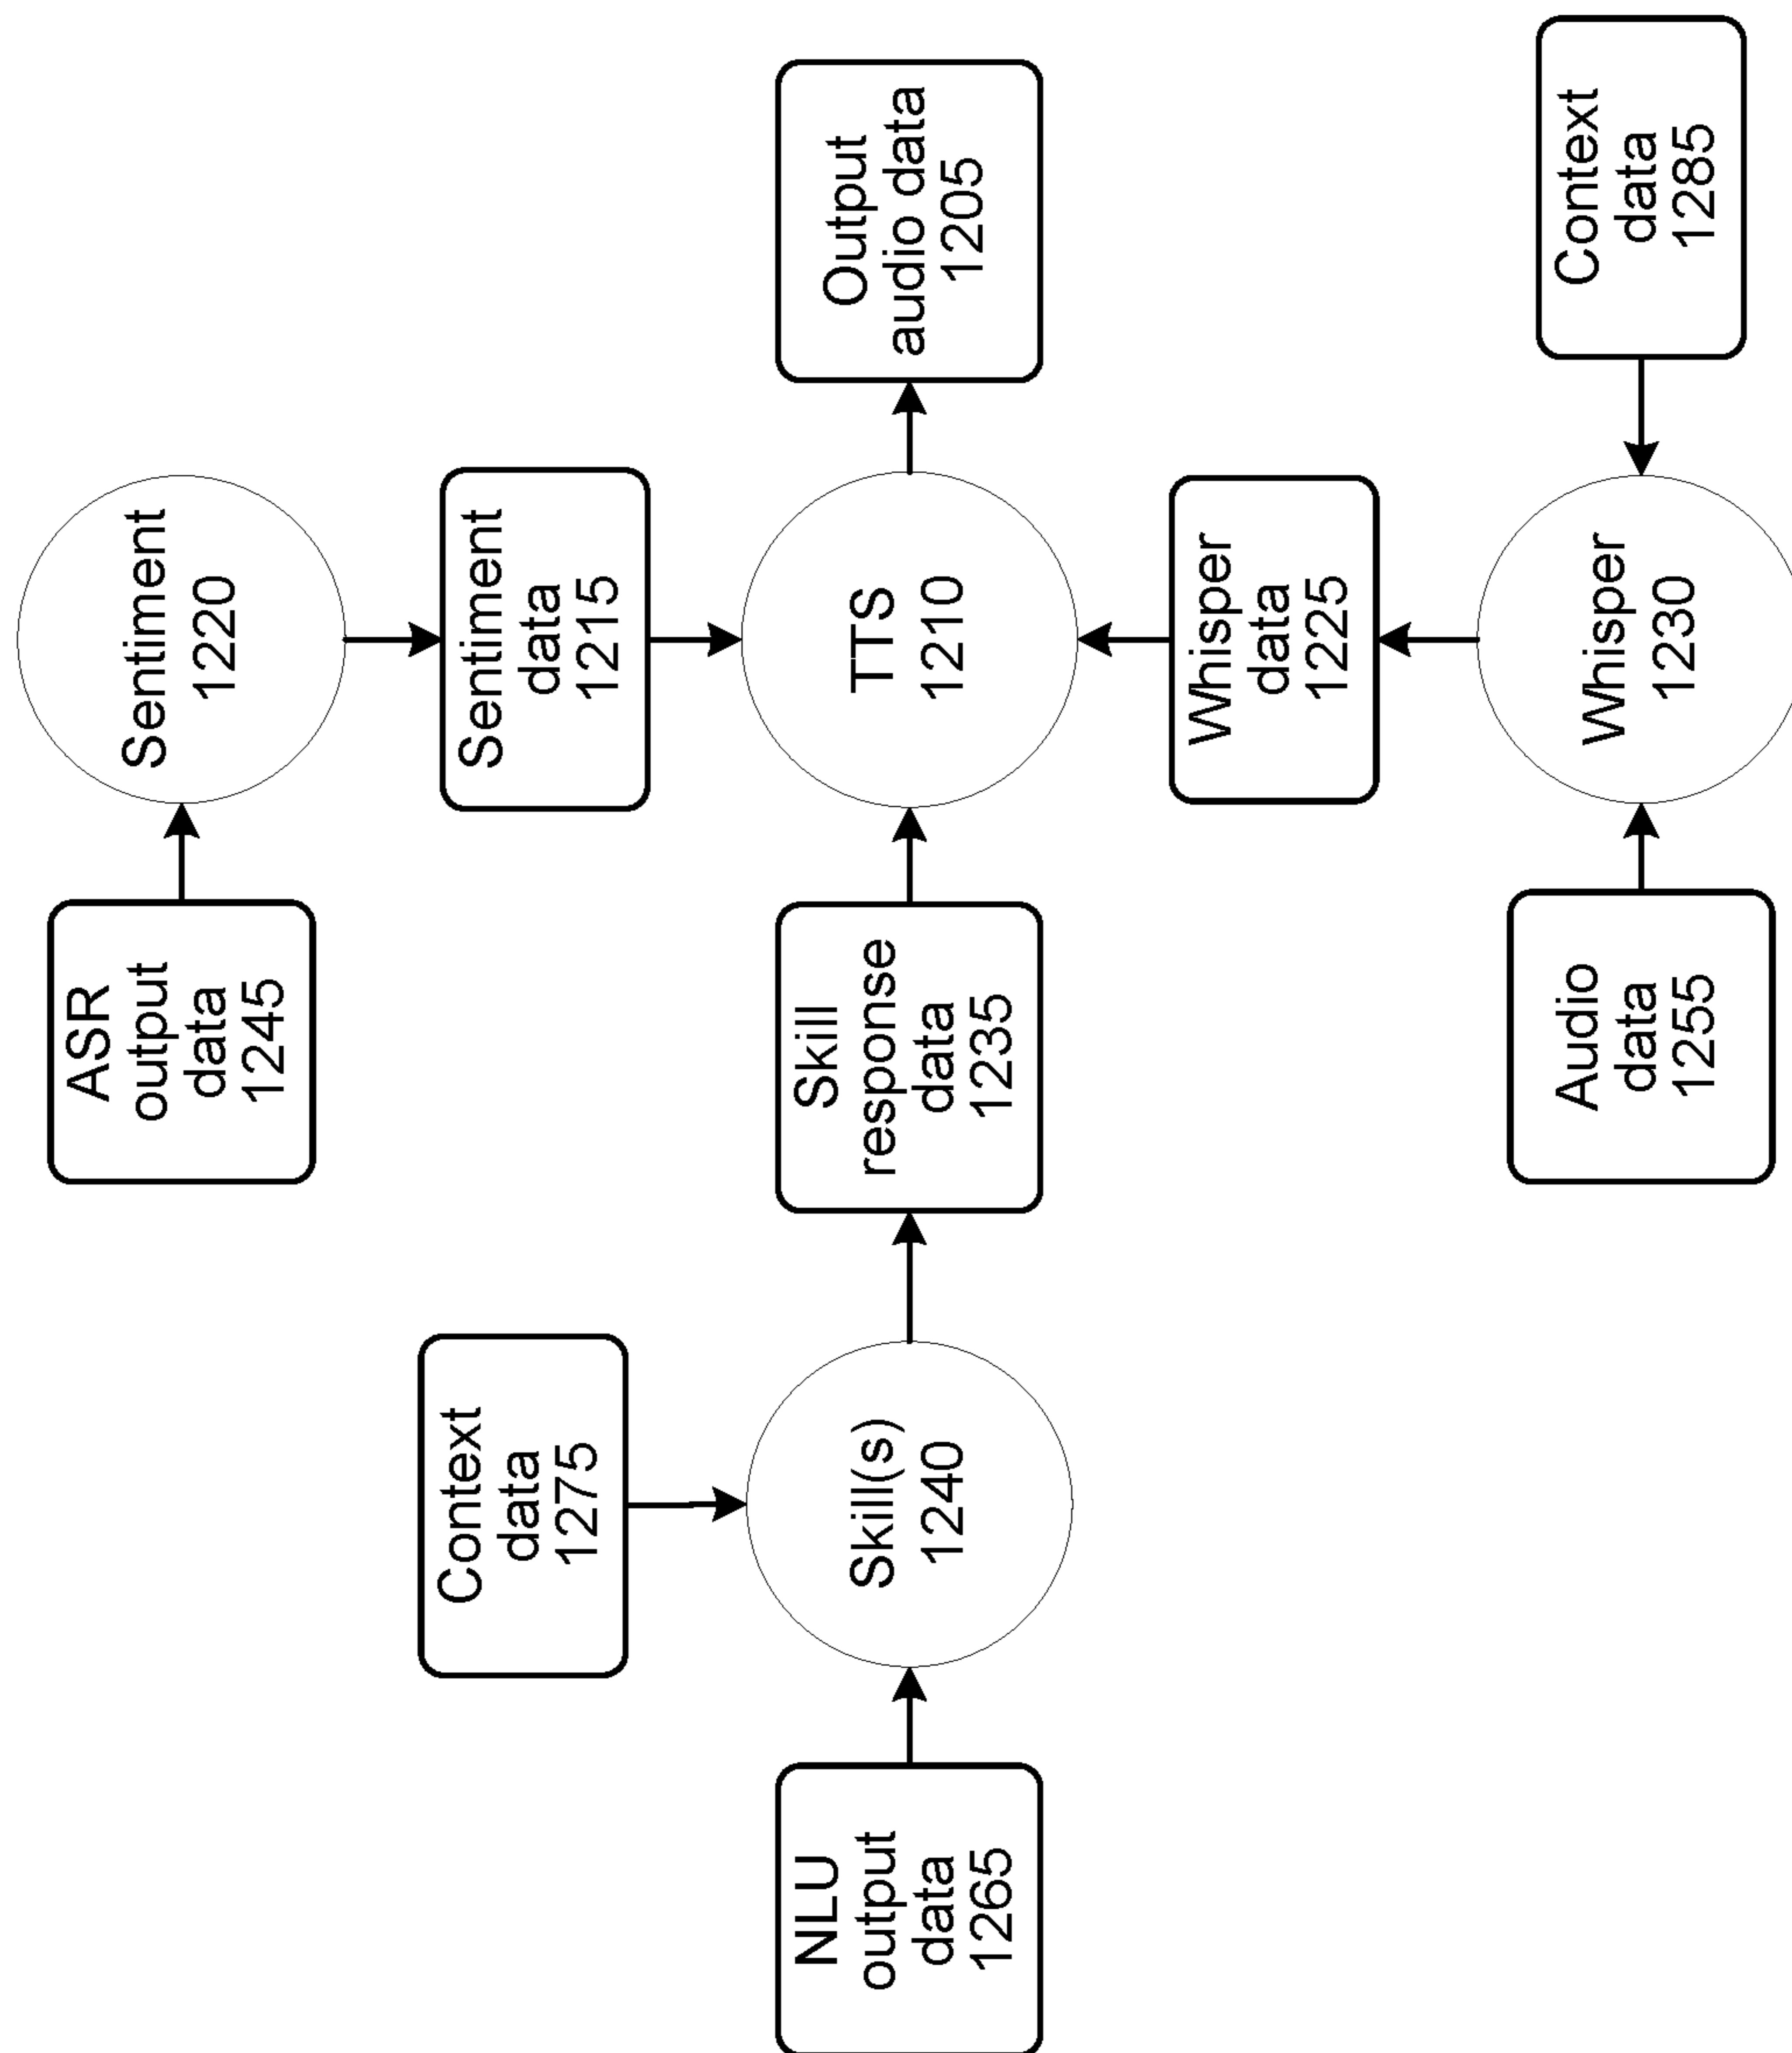 ASR
output
data
1245
Sentiment
1220
Context
data
1275
Sentiment
data
1215
NLU
output
data
1265
Skill(s)
1240
Skill
response
data
1235
TTS
1210
Output
audio data
1205
Whisper
data
1225
Audio
data
1255
Whisper
1230
Context
data
1285